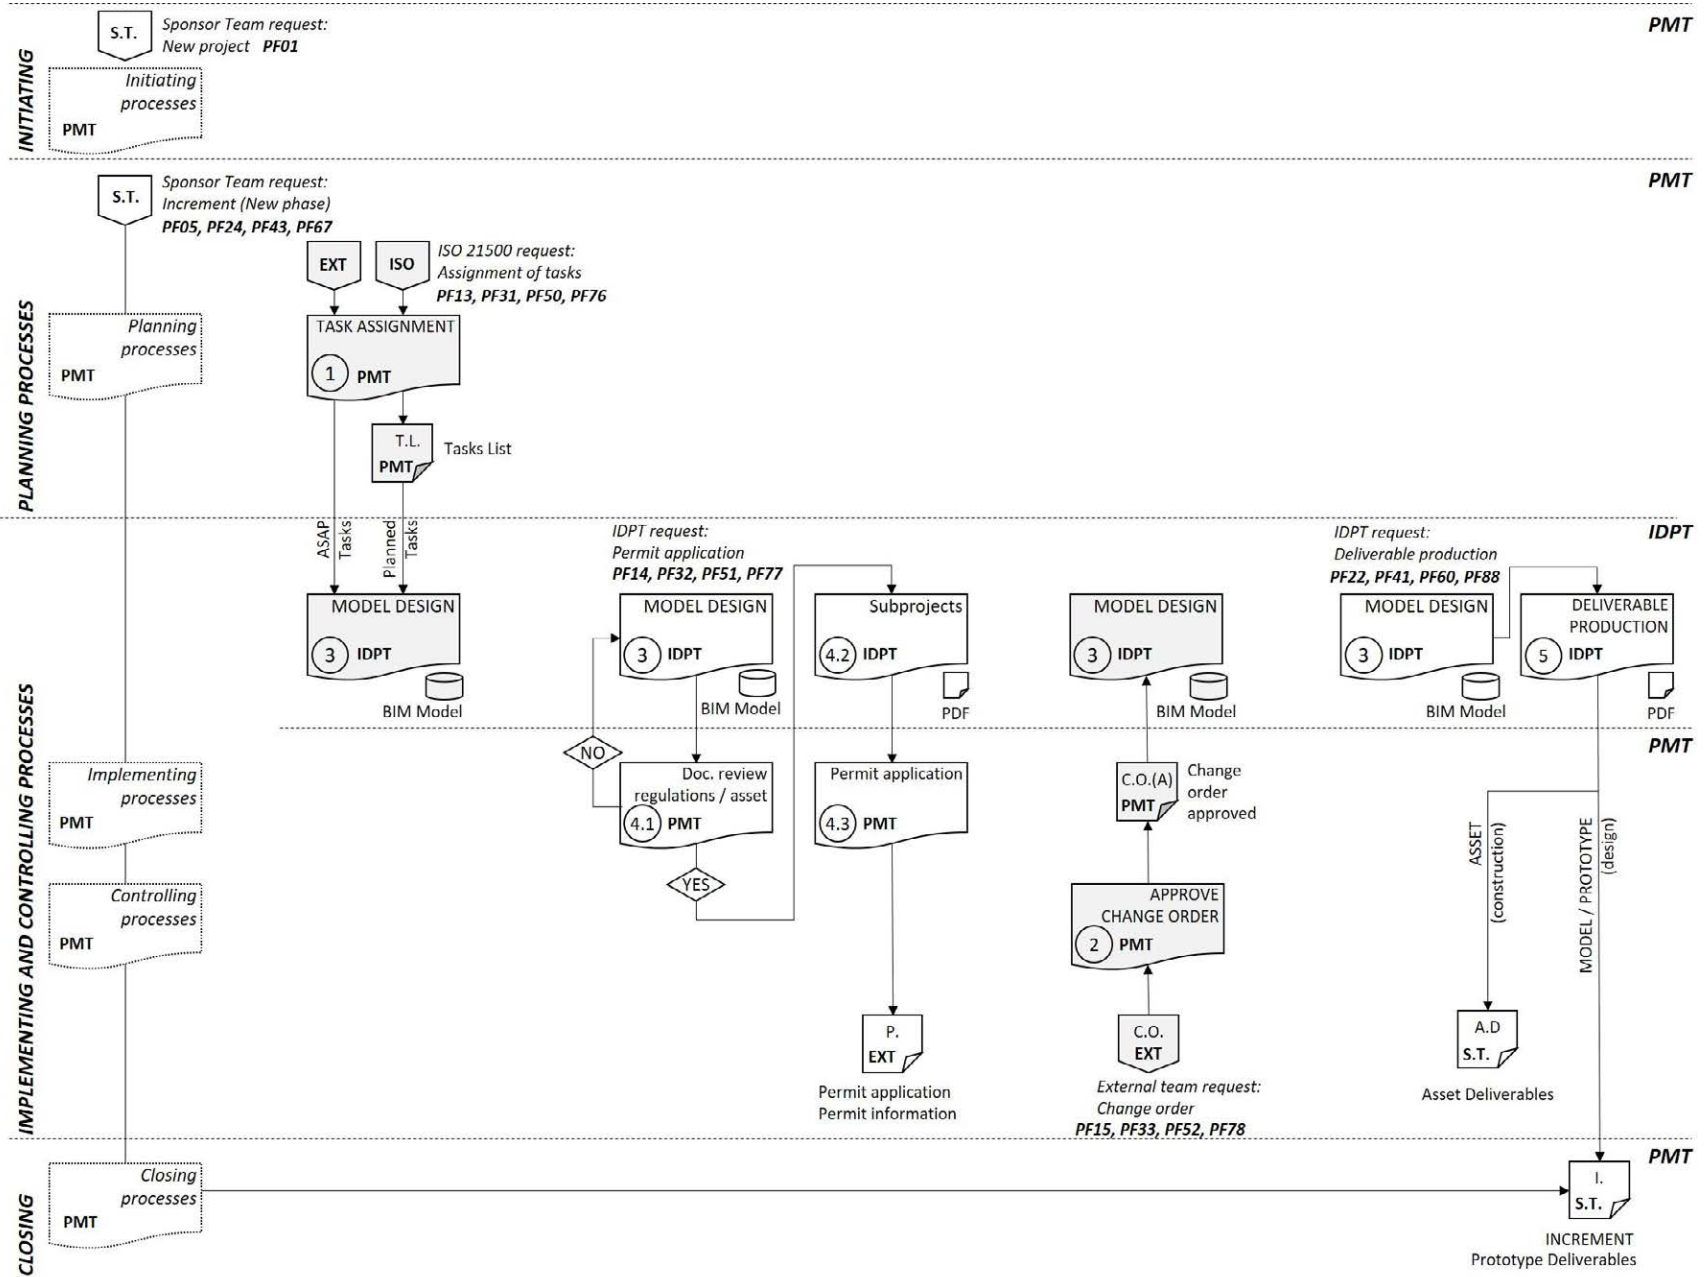 INITIATING
PMT
S.T.
Sponsor Team request:
New project PF01
Initiating
processes
PMT
PLANNING PROCESSES
PMT
S.T.
Sponsor Team request:
Increment (New phase)
PF05, PF24, PF43, PF67
EXT
ISO
ISO 21500 request:
Assignment of tasks
PF13, PF31, PF50, PF76
Planning
processes
PMT
TASK ASSIGNMENT
1 PMT
T.L.
PMT
Tasks List
IMPLEMENTING AND CONTROLLING PROCESSES
IDPT
ASAP
Tasks
Planned
Tasks
MODEL DESIGN
3 IDPT
BIM Model
IDPT request:
Permit application
PF14, PF32, PF51, PF77
MODEL DESIGN
3 IDPT
BIM Model
Subprojects
4.2 IDPT
PDF
MODEL DESIGN
3 IDPT
BIM Model
IDPT request:
Deliverable production
PF22, PF41, PF60, PF88
MODEL DESIGN
3 IDPT
BIM Model
DELIVERABLE
PRODUCTION
5 IDPT
PDF
PMT
Implementing
processes
PMT
NO
Doc. review
regulations / asset
4.1 PMT
YES
Permit application
4.3 PMT
C.O.(A)
PMT
Change
order
approved
Controlling
processes
PMT
APPROVE
CHANGE ORDER
2 PMT
ASSET
(construction)
MODEL / PROTOTYPE
(design)
P.
EXT
Permit application
Permit information
C.O.
EXT
External team request:
Change order
PF15, PF33, PF52, PF78
A.D
S.T.
Asset Deliverables
CLOSING
PMT
Closing
processes
PMT
I.
S.T.
INCREMENT
Prototype Deliverables